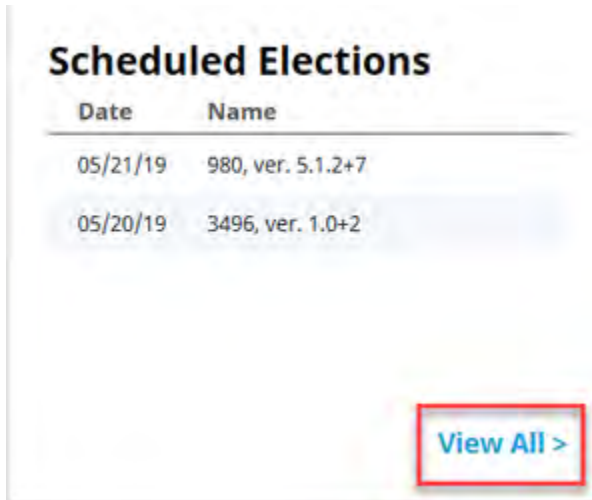 Scheduled Elections
Date Name
05/21/19 980, ver. 5.1.2+7
05/20/19 3496, ver. 1.0+2
View All >